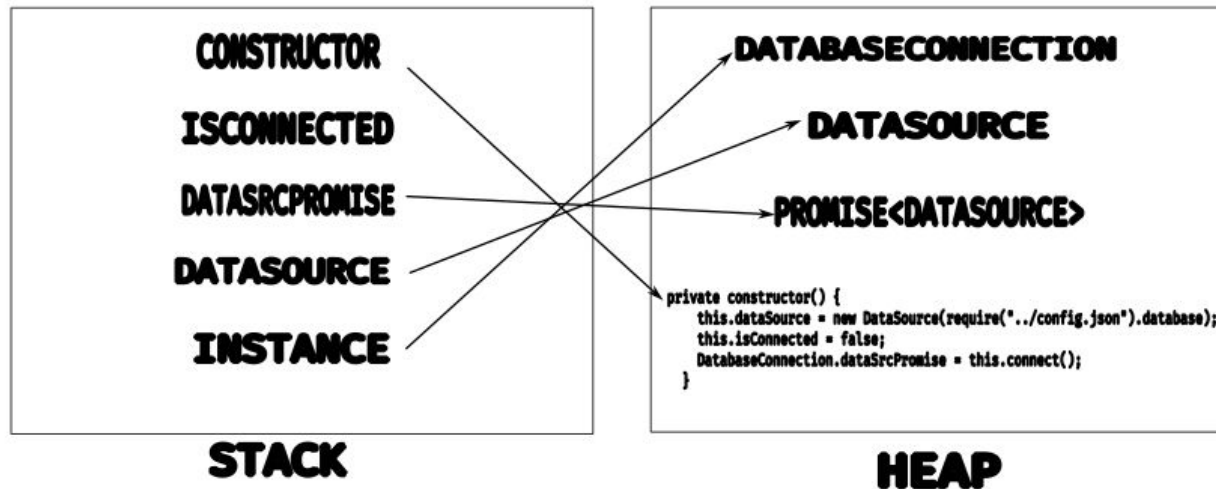 CONSTRUCTOR
ISCONNECTED
DATASRCPROMISE
DATASOURCE
INSTANCE
STACK
DATABASECONNECTION
DATASOURCE
PROMISE<DATASOURCE>
private constructor() {
this.dataSource = new DataSource(require("../config.json").database);
this.isConnected = false;
DatabaseConnection.dataSrcPromise = this.connect();
}
HEAP